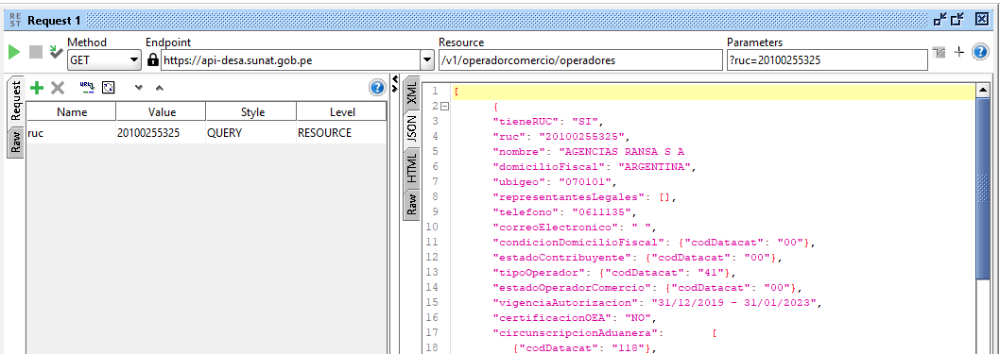 RE
ST Request 1
Method Endpoint Resource Parameters
GET https://api-desa.sunat.gob.pe /v1/operadorcomercio/operadores ?ruc=20100255325
Request
Raw
Name Value Style Level
ruc 20100255325 QUERY RESOURCE
XML
JSON
HTML
Raw
1 [
2 {
3 "tieneRUC": "SI",
4 "ruc": "20100255325",
5 "nombre": "AGENCIAS RANSA S A
6 "domicilioFiscal": "ARGENTINA",
7 "ubigeo": "070101",
8 "representantesLegales": [],
9 "telefono": "0611135",
10 "correoElectronico": " ",
11 "condicionDomicilioFiscal": {"codDatacat": "00"},
12 "estadoContribuyente": {"codDatacat": "00"},
13 "tipoOperador": {"codDatacat": "41"},
14 "estadoOperadorComercio": {"codDatacat": "00"},
15 "vigenciaAutorizacion": "31/12/2019 - 31/01/2023",
16 "certificacionOEA": "NO",
17 "circunscripcionAduanera": [
18 {"codDatacat": "118"},